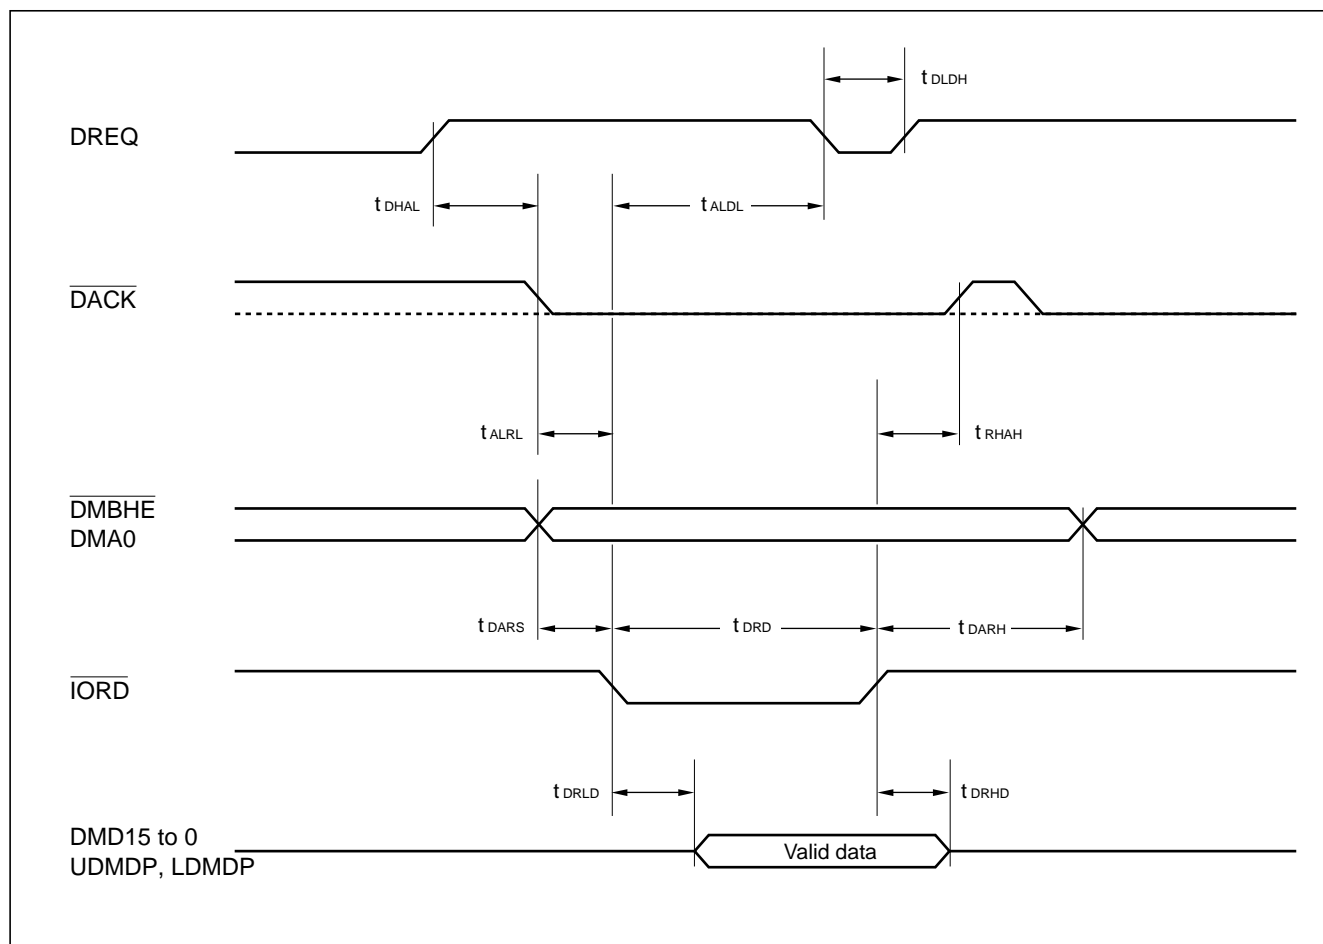 t DLDH
DREQ
t DHAL
t ALDL
DACK
t ALRL
t RHAH
DMBHE
DMA0
t DARS
t DRD
t DARH
IORD
t DRLD
t DRHD
DMD15 to 0
UDMDP, LDMDP
Valid data